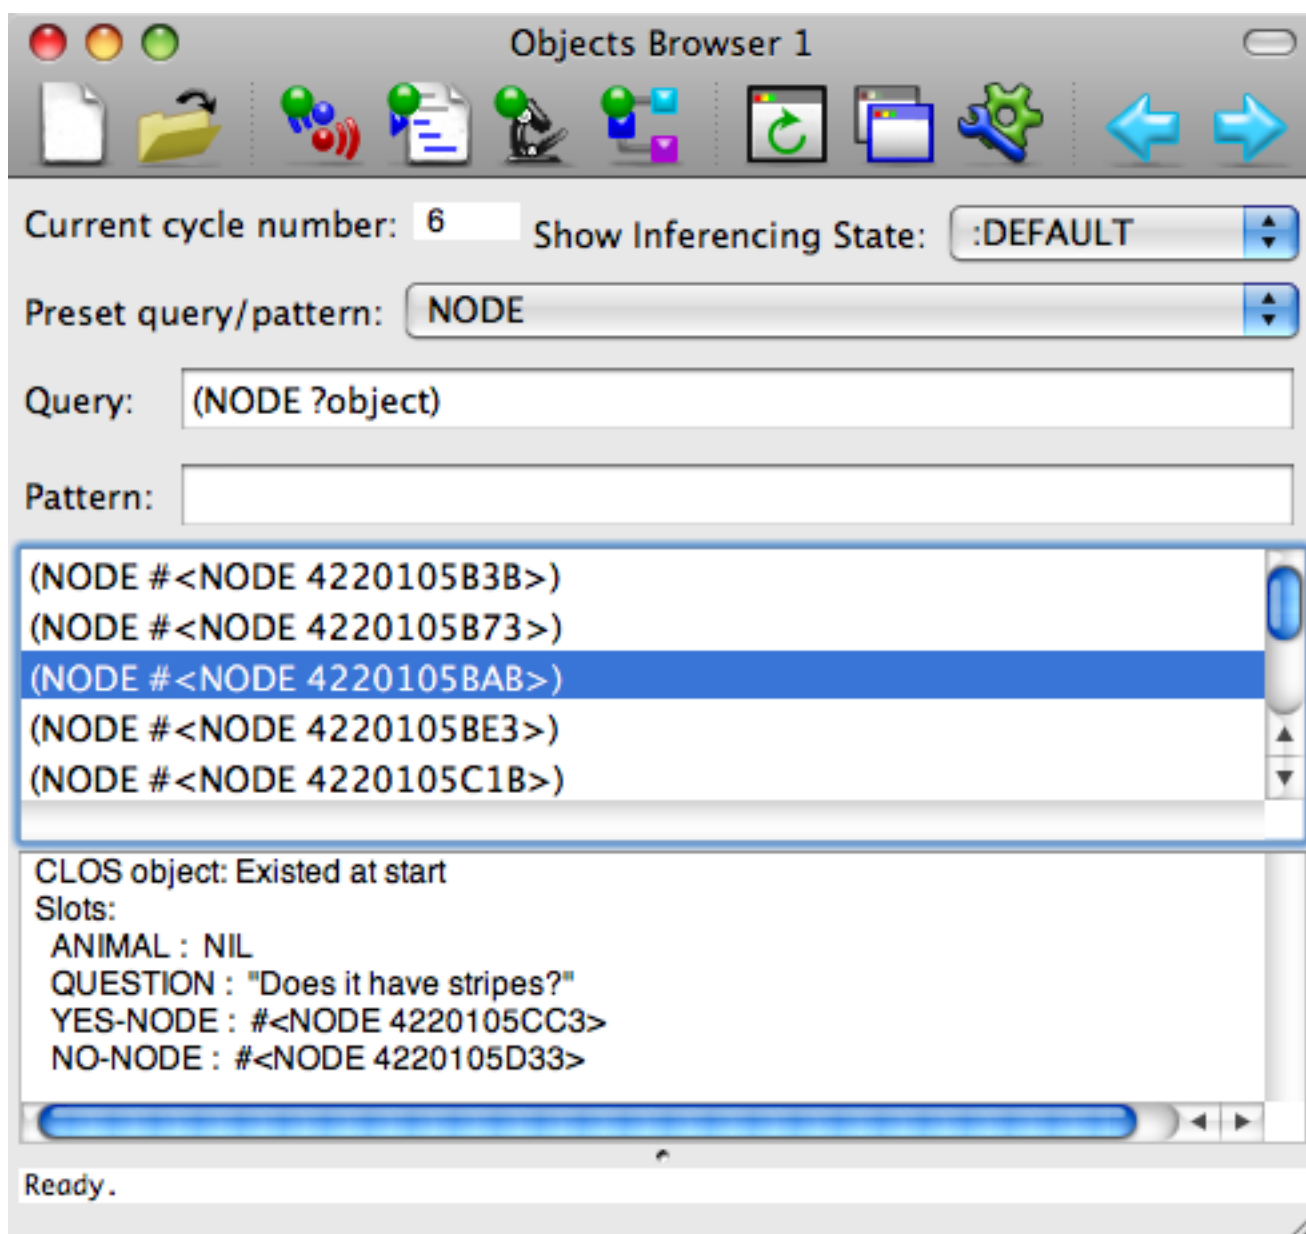 Objects Browser 1
Current cycle number: 6 Show Inferencing State: :DEFAULT
Preset query/pattern: NODE
Query: (NODE ?object)
Pattern:
(NODE #<NODE 4220105B3B>)
(NODE #<NODE 4220105B73>)
(NODE #<NODE 4220105BAB>)
(NODE #<NODE 4220105BE3>)
(NODE #<NODE 4220105C1B>)
CLOS object: Existed at start
Slots:
ANIMAL : NIL
QUESTION : "Does it have stripes?"
YES-NODE : #<NODE 4220105CC3>
NO-NODE : #<NODE 4220105D33>
Ready.